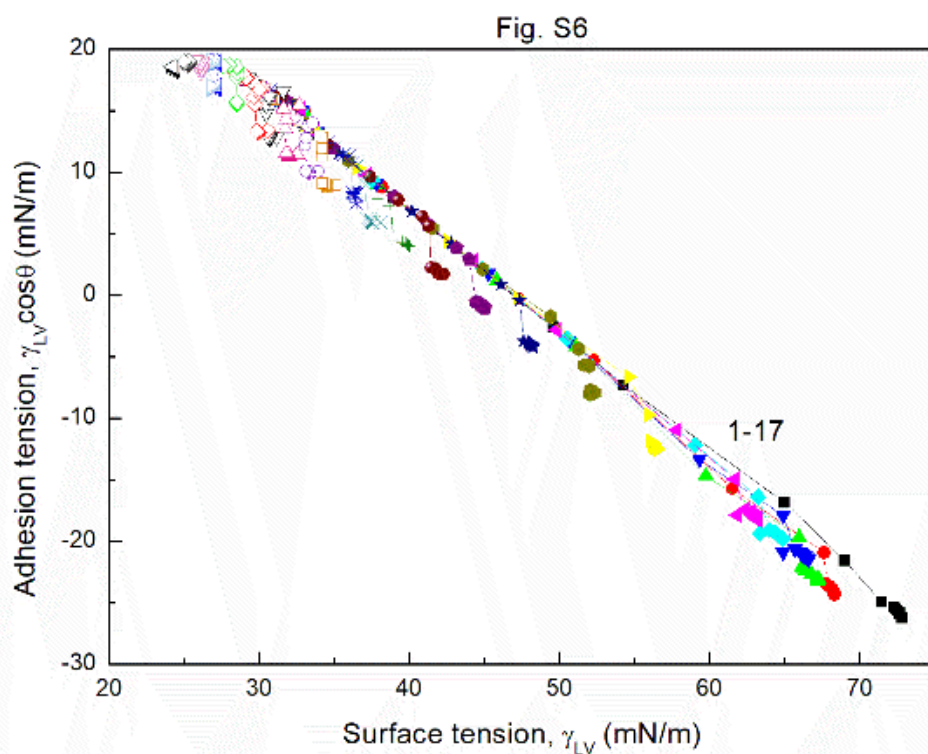 Fig. S6
Adhesion tension, γLVcosθ (mN/m)
20
10
0
-10
-20
-30
1-17
20 30 40 50 60 70
Surface tension, γLV (mN/m)